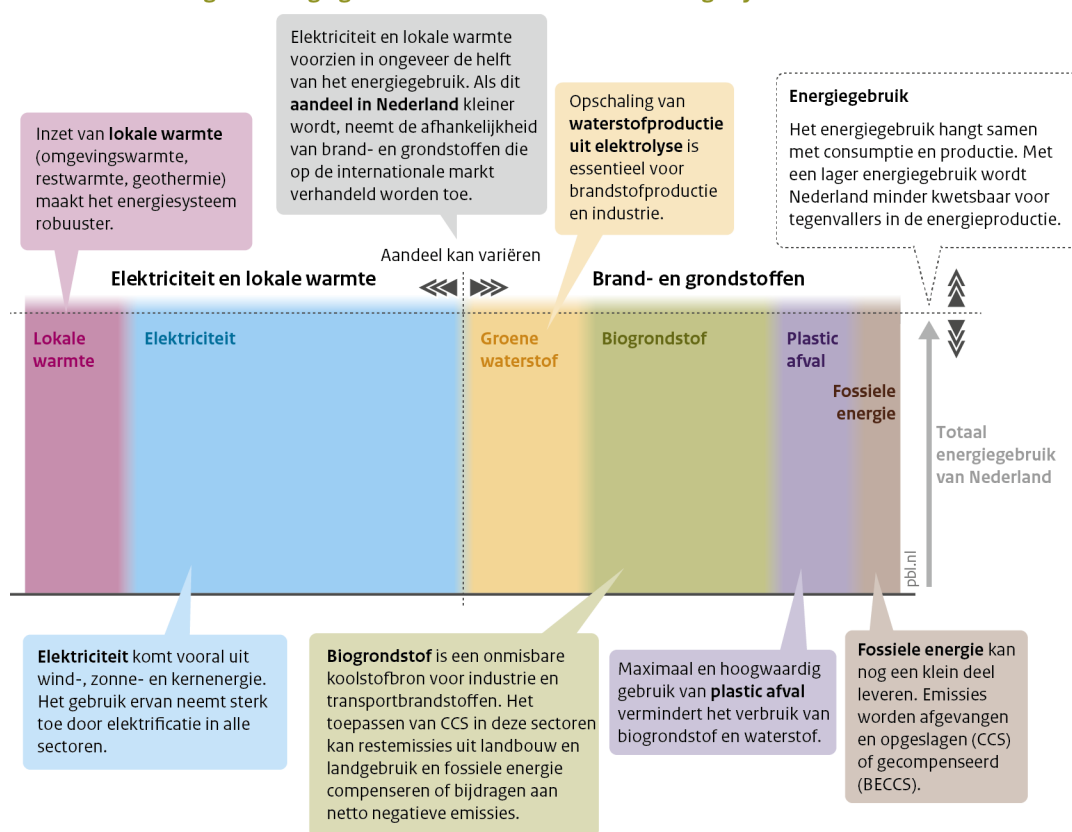 Elektriciteit en lokale warmte
voorzien in ongeveer de helft
van het energiegebruik. Als dit
aandeel in Nederland kleiner
wordt, neemt de afhankelijkheid
van brand- en grondstoffen die
op de internationale markt
verhandeld worden toe.
Opschaling van
waterstofproductie
uit elektrolyse is
essentieel voor
brandstofproductie
en industrie.
Energiegebruik
Het energiegebruik hangt samen
met consumptie en productie. Met
een lager energiegebruik wordt
Nederland minder kwetsbaar voor
tegenvallers in de energieproductie.
Inzet van lokale warmte
(omgevingswarmte,
restwarmte, geothermie)
maakt het energiesysteem
robuuster.
Aandeel kan variëren
Elektriciteit en lokale warmte
Brand- en grondstoffen
Lokale
warmte
Elektriciteit
Groene
waterstof
Biogrondstof
Plastic
afval
Fossiele
energie
Totaal
energiegebruik
van Nederland
pbl.nl
Elektriciteit komt vooral uit
wind-, zonne- en kernenergie.
Het gebruik ervan neemt sterk
toe door elektrificatie in alle
sectoren.
Biogrondstof is een onmisbare
koolstofbron voor industrie en
transportbrandstoffen. Het
toepassen van CCS in deze sectoren
kan restemissies uit landbouw en
landgebruik en fossiele energie
compenseren of bijdragen aan
netto negatieve emissies.
Maximaal en hoogwaardig
gebruik van plastic afval
vermindert het verbruik van
biogrondstof en waterstof.
Fossiele energie kan
nog een klein deel
leveren. Emissies
worden afgevangen
en opgeslagen (CCS)
of gecompenseerd
(BECCS).